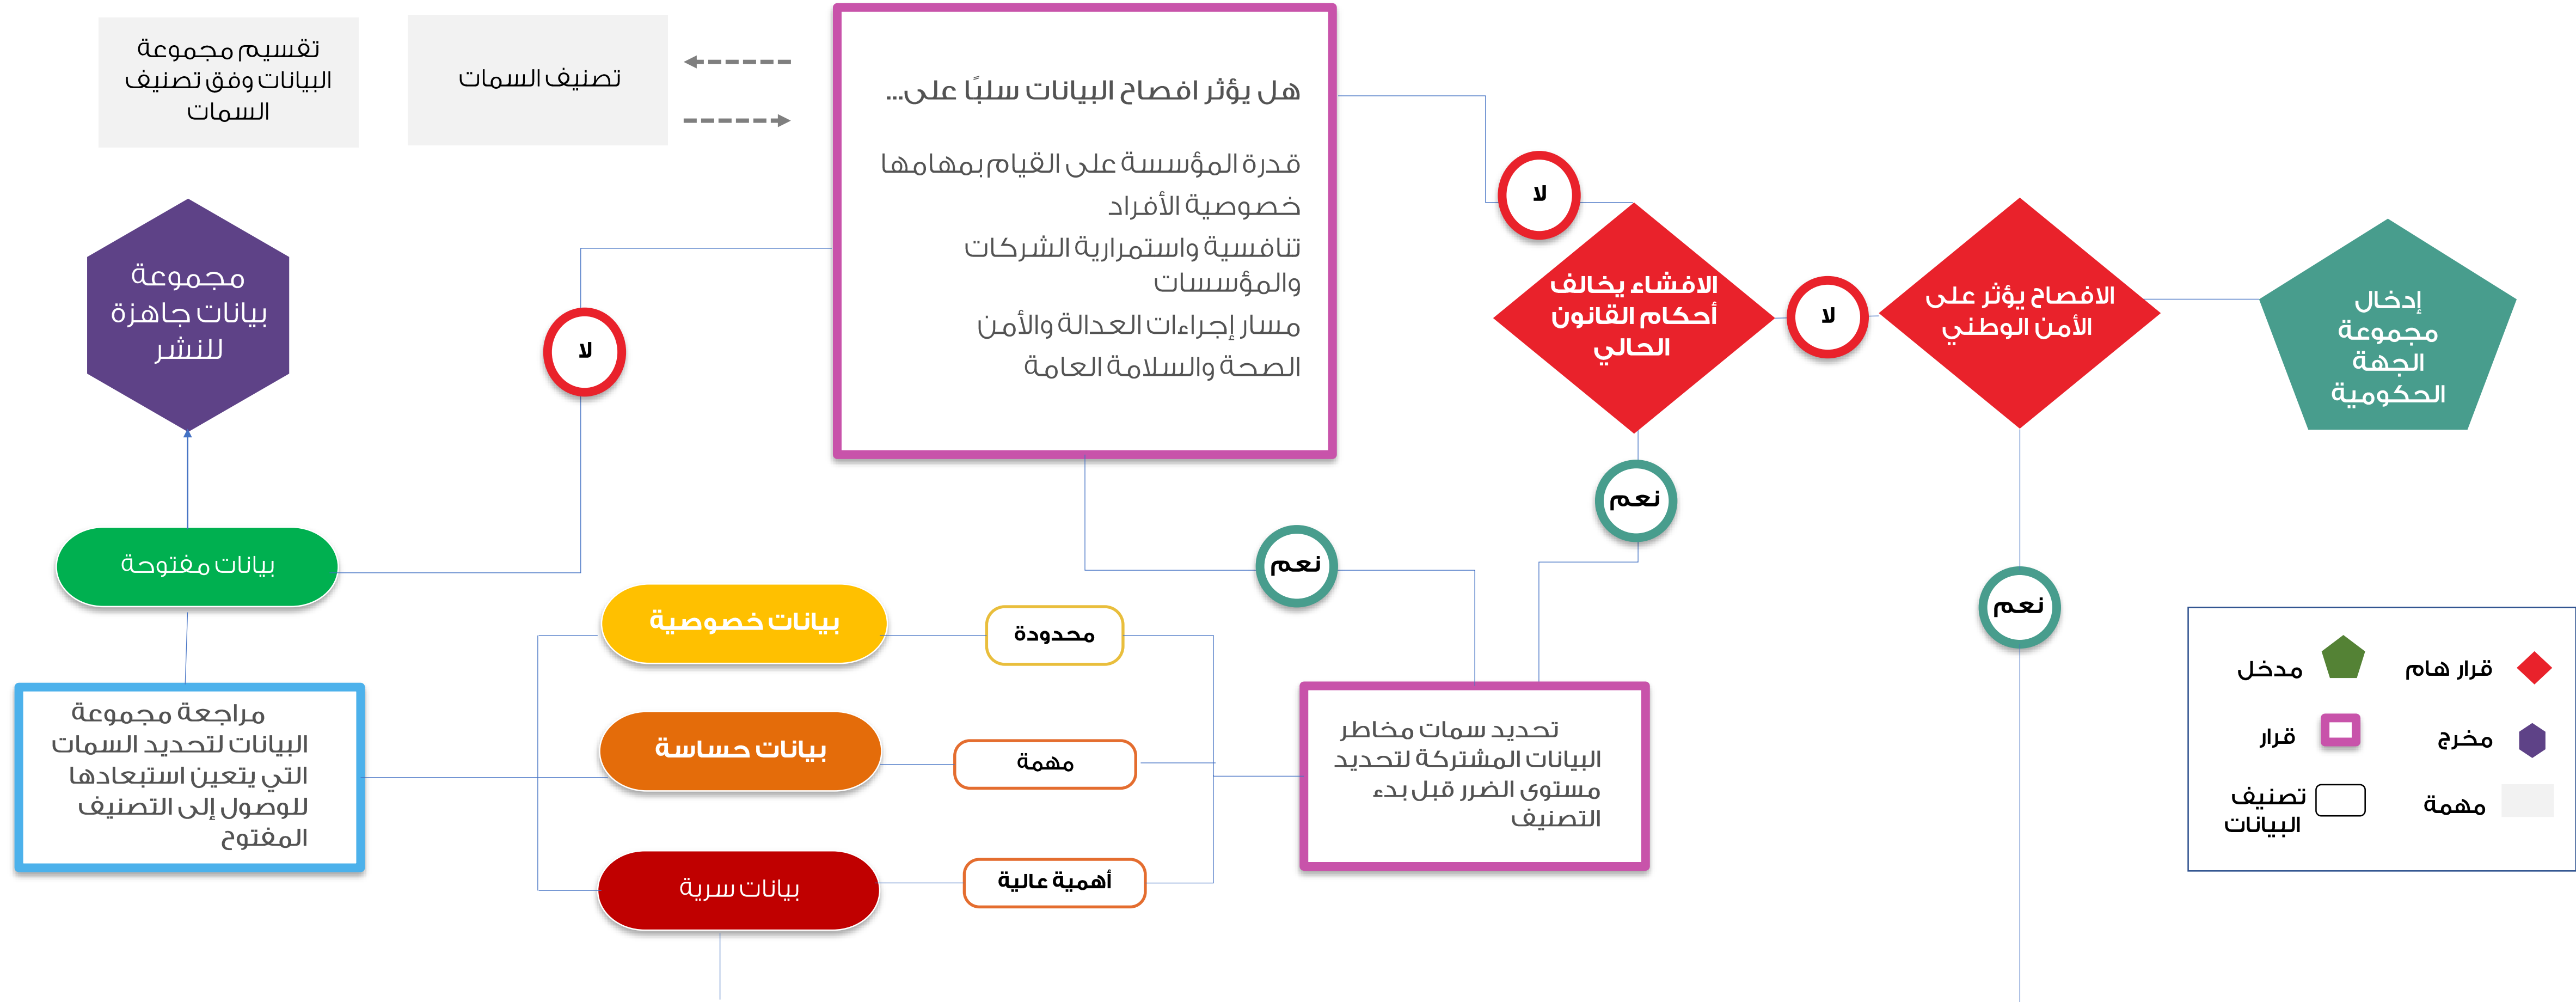 إدخال
مجموعة
الجهة
الحكومية
الافصاح يؤثر على
الأمن الوطني
لا
نعم
الافشاء يخالف
أحكام القانون
الحالي
لا
نعم
هل يؤثر افصاح البيانات سلبًا على...
قدرة المؤسسة على القيام بمهامها
خصوصية الأفراد
تنافسية واستمرارية الشركات
والمؤسسات
مسار إجراءات العدالة والأمن
الصحة والسلامة العامة
نعم
لا
تصنيف السمات
تقسيم مجموعة
البيانات وفق تصنيف
السمات
مجموعة
بيانات جاهزة
للنشر
بيانات مفتوحة
تحديد سمات مخاطر
البيانات المشتركة لتحديد
مستوى الضرر قبل بدء
التصنيف
محدودة
مهمة
أهمية عالية
بيانات خصوصية
بيانات حساسة
بيانات سرية
مراجعة مجموعة
البيانات لتحديد السمات
التي يتعين استبعادها
للوصول إلى التصنيف
المفتوح
قرار هام
مدخل
مخرج
قرار
مهمة
تصنيف
البيانات